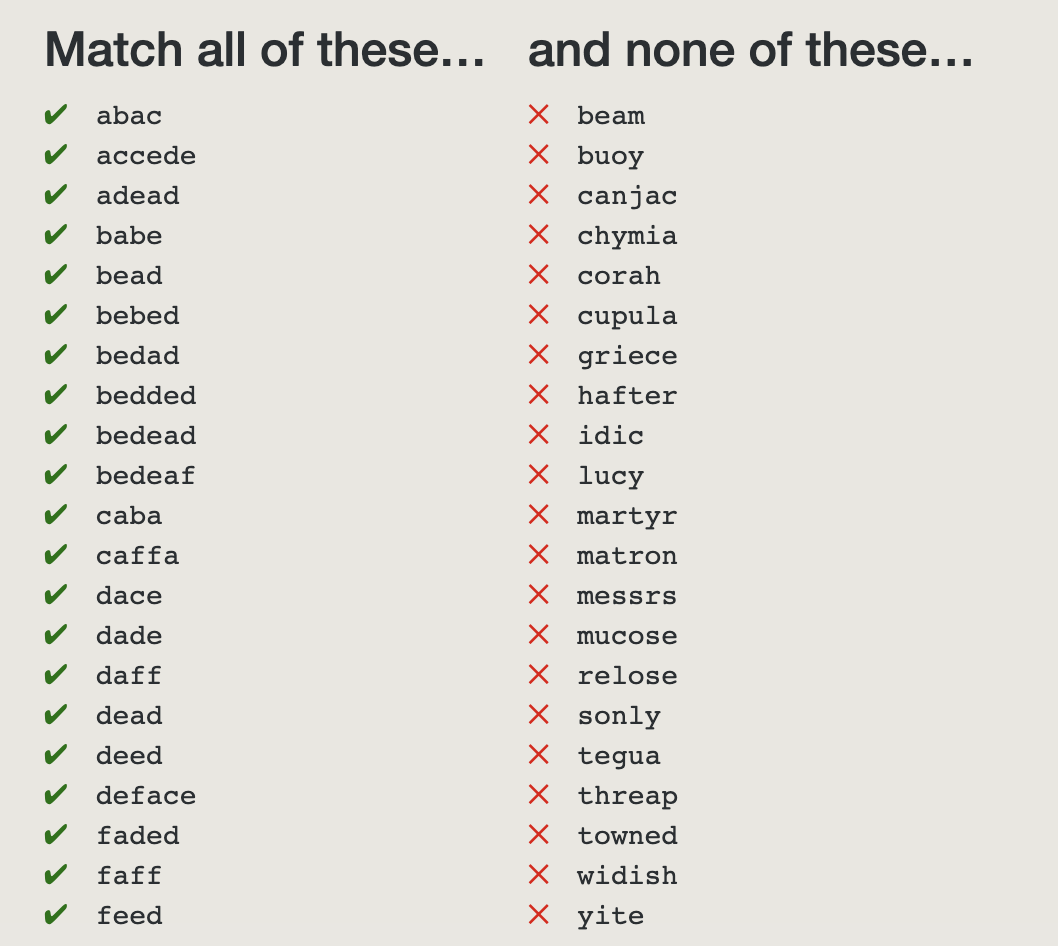 Match all of these…
✔ abac
✔ accede
✔ adead
✔ babe
✔ bead
✔ bebed
✔ bedad
✔ bedded
✔ bedead
✔ bedeaf
✔ caba
✔ caffa
✔ dace
✔ dade
✔ daff
✔ dead
✔ deed
✔ deface
✔ faded
✔ faff
✔ feed
and none of these…
✕ beam
✕ buoy
✕ canjac
✕ chymia
✕ corah
✕ cupula
✕ griece
✕ hafter
✕ idic
✕ lucy
✕ martyr
✕ matron
✕ messrs
✕ mucose
✕ relose
✕ sonly
✕ tegua
✕ threap
✕ towned
✕ widish
✕ yite